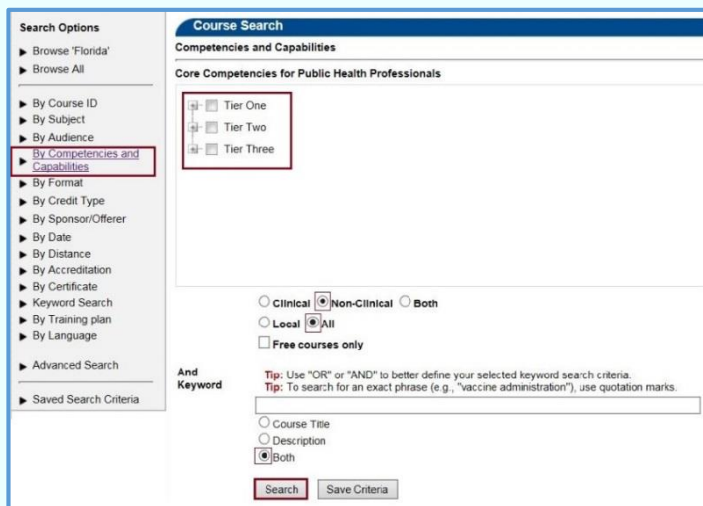 Search Options
Browse 'Florida'
Browse All
By Course ID
By Subject
By Audience
By Competencies and
Capabilities
By Format
By Credit Type
By Sponsor/Offerer
By Date
By Distance
By Accreditation
By Certificate
Keyword Search
By Training plan
By Language
Advanced Search
Saved Search Criteria
Course Search
Competencies and Capabilities
Core Competencies for Public Health Professionals
Tier One
Tier Two
Tier Three
Clinical Non-Clinical Both
Local All
Free courses only
And
Keyword
Tip: Use "OR" or "AND" to better define your selected keyword search criteria.
Tip: To search for an exact phrase (e.g., "vaccine administration"), use quotation marks.
Course Title
Description
Both
Search Save Criteria